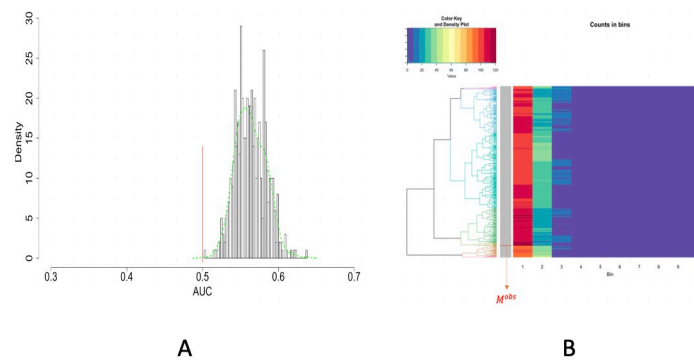 Density
30
25
20
15
10
5
0
0.3 0.4 0.5 0.6 0.7
AUC
A
Color Key
and Density Plot
0 20 40 60 80 100 120
Value
Counts in bins
1 2 3 4 5 6 7 8 9
Bin
M^obs
B